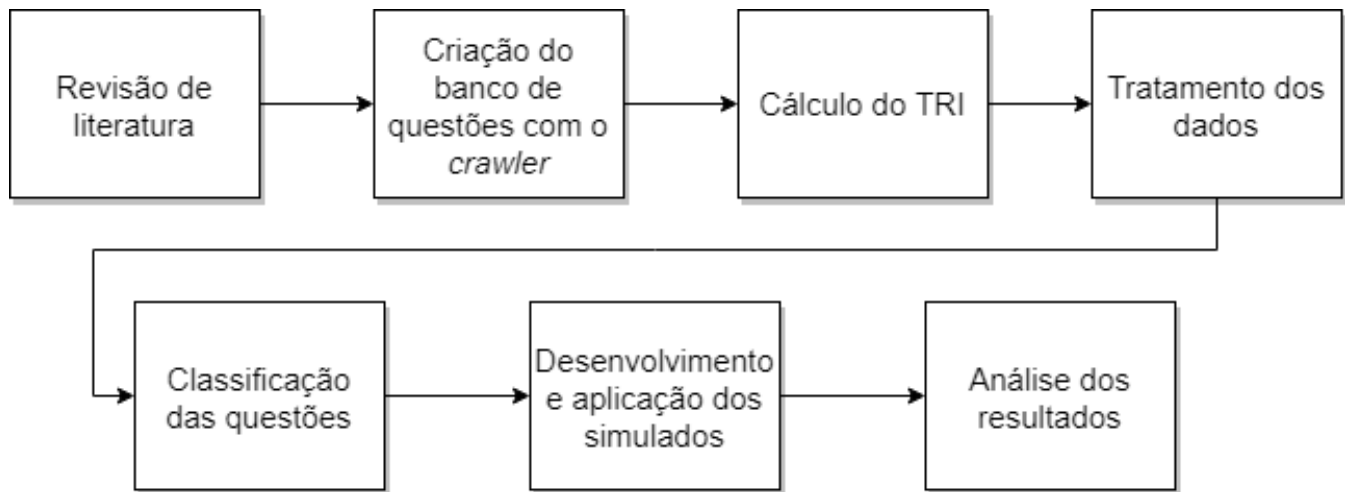 Revisão de
literatura
Criação do
banco de
questões com o
crawler
Cálculo do TRI
Tratamento dos
dados
Classificação
das questões
Desenvolvimento
e aplicação dos
simulados
Análise dos
resultados